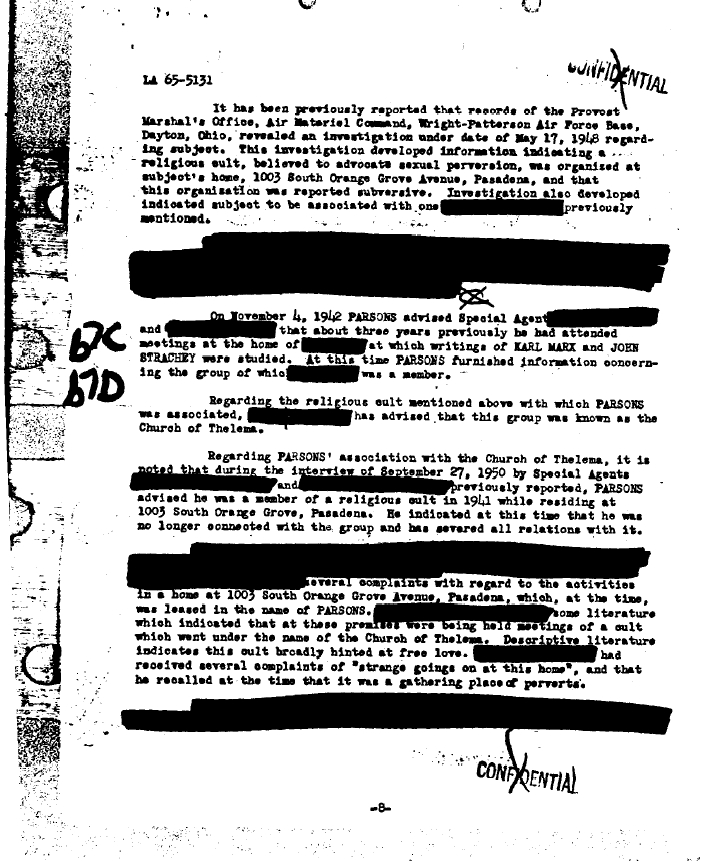 CONFIDENTIAL
LA 65-5131
It has been previously reported that records of the Provost
Marshal's Office, Air Materiel Command, Wright-Patterson Air Force Base,
Dayton, Ohio, revealed an investigation under date of May 17, 1948 regard-
ing subject. This investigation developed information indicating a
religious cult, believed to advocate sexual perversion, was organized at
subject's home, 1003 South Orange Grove Avenue, Pasadena, and that
this organization was reported subversive. Investigation also developed
indicated subject to be associated with one previously
mentioned.
On November 4, 1942 PARSONS advised Special Agent
and that about three years previously he had attended
meetings at the home of at which writings of KARL MARX and JOHN
STRACHEY were studied. At this time PARSONS furnished information concern-
ing the group of which was a member.
b7C
b7D
Regarding the religious cult mentioned above with which PARSONS
was associated, has advised that this group was known as the
Church of Thelema.
Regarding PARSONS' association with the Church of Thelema, it is
noted that during the interview of September 27, 1950 by Special Agents
and previously reported, PARSONS
advised he was a member of a religious cult in 1941 while residing at
1003 South Orange Grove, Pasadena. He indicated at this time that he was
no longer connected with the group and has severed all relations with it.
several complaints with regard to the activities
in a home at 1003 South Orange Grove Avenue, Pasadena, which, at the time,
was leased in the name of PARSONS. some literature
which indicated that at these premises were being held meetings of a cult
which went under the name of the Church of Thelema. Descriptive literature
indicates this cult broadly hinted at free love. had
received several complaints of "strange goings on at this home", and that
he recalled at the time that it was a gathering place of perverts.
CONFIDENTIAL
-8-